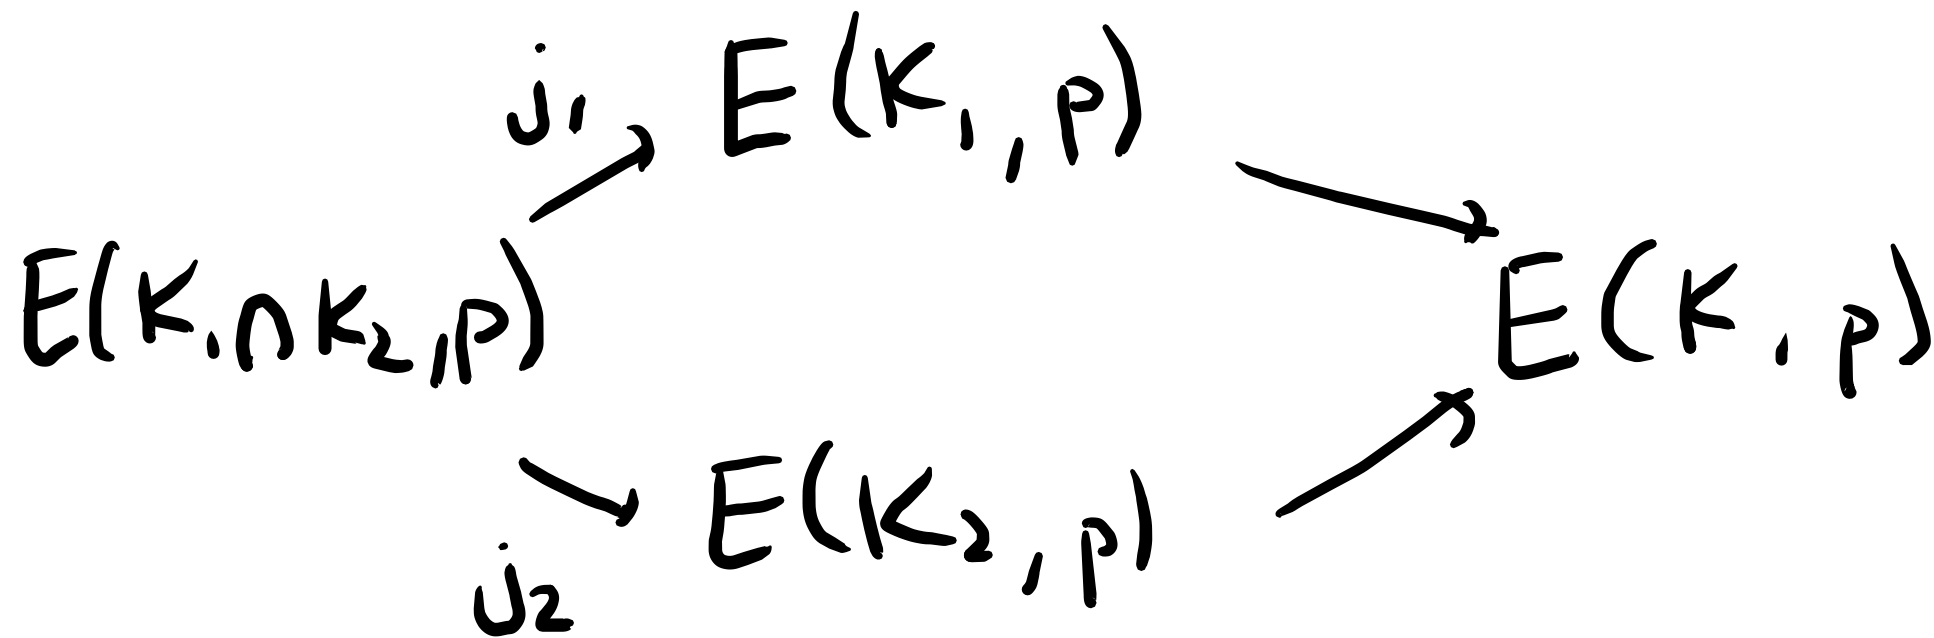 j₁ E(K₁, p)
E(K₁∩K₂, p) E(K, p)
E(K₂, p)
j₂